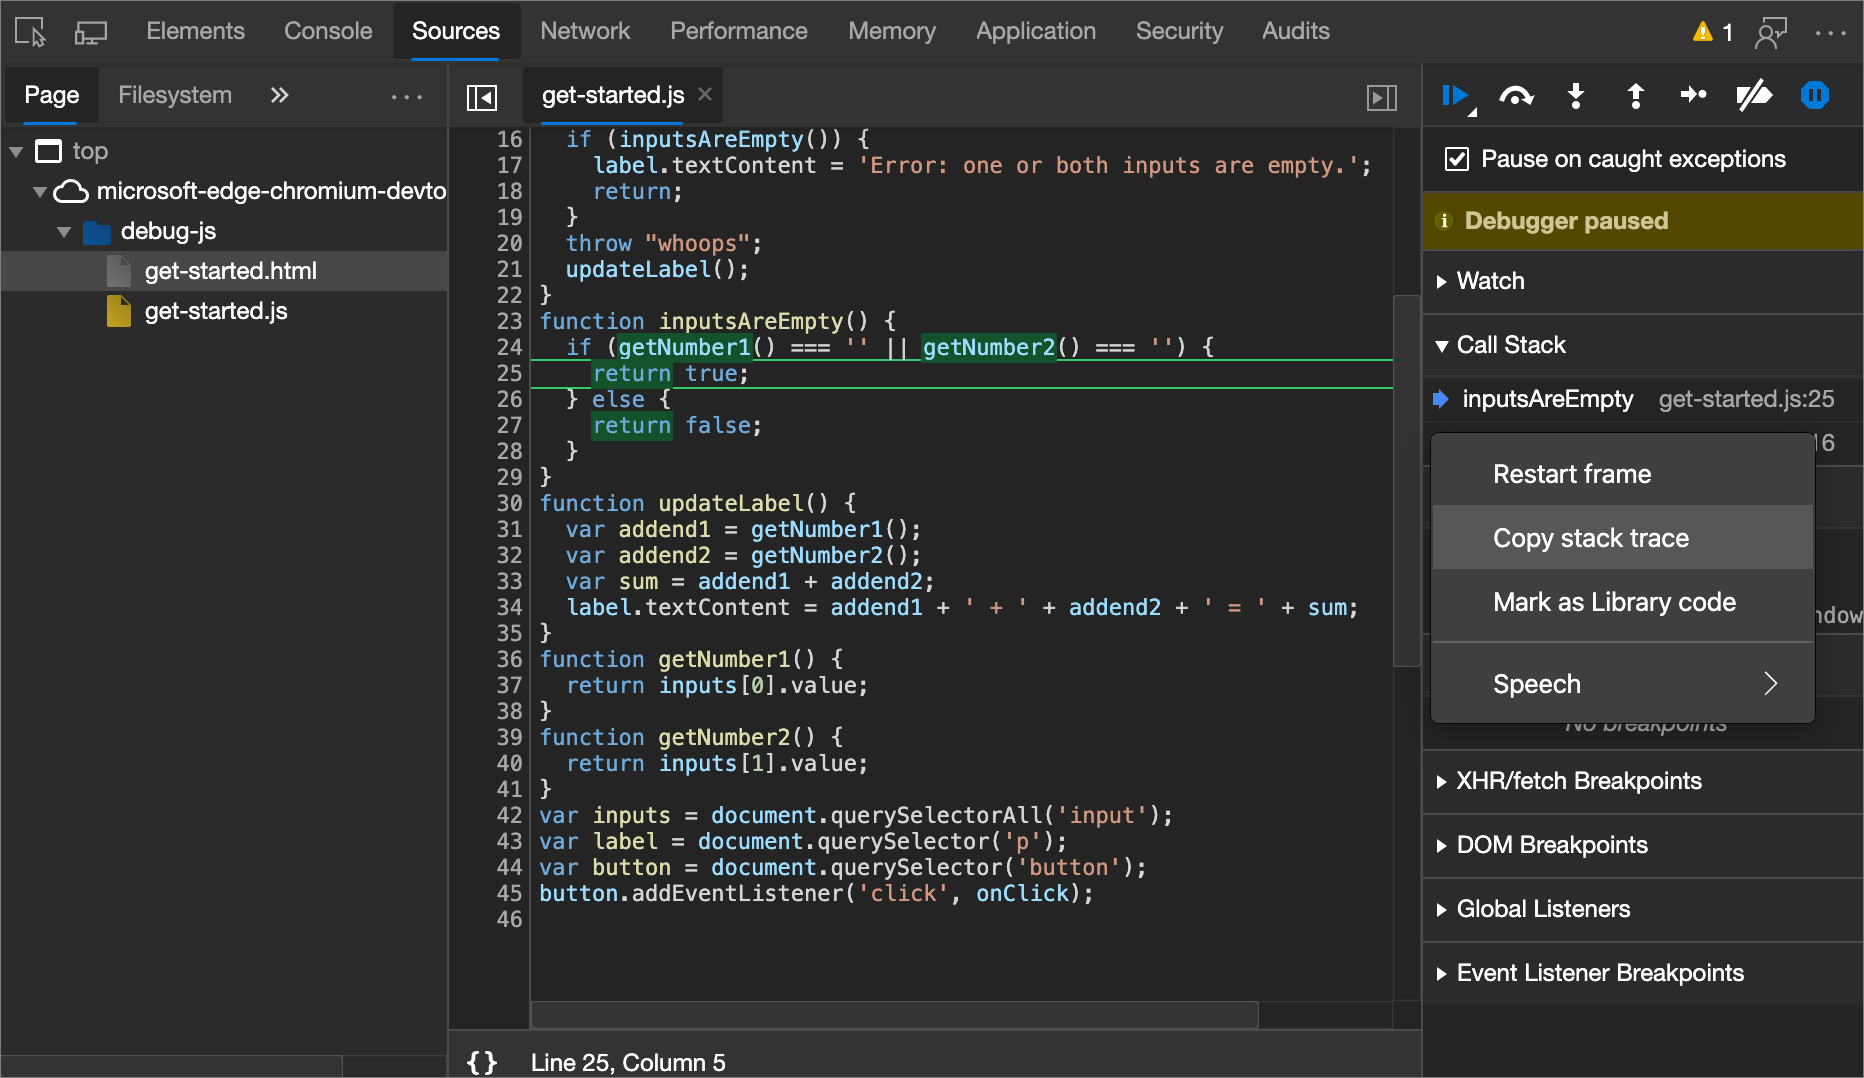 Elements Console Sources Network Performance Memory Application Security Audits 1
Page Filesystem
top
microsoft-edge-chromium-devto
debug-js
get-started.html
get-started.js
get-started.js
16 if (inputsAreEmpty()) {
17 label.textContent = 'Error: one or both inputs are empty.';
18 return;
19 }
20 throw "whoops";
21 updateLabel();
22 }
23 function inputsAreEmpty() {
24 if (getNumber1() === '' || getNumber2() === '') {
25 return true;
26 } else {
27 return false;
28 }
29 }
30 function updateLabel() {
31 var addend1 = getNumber1();
32 var addend2 = getNumber2();
33 var sum = addend1 + addend2;
34 label.textContent = addend1 + ' + ' + addend2 + ' = ' + sum;
35 }
36 function getNumber1() {
37 return inputs[0].value;
38 }
39 function getNumber2() {
40 return inputs[1].value;
41 }
42 var inputs = document.querySelectorAll('input');
43 var label = document.querySelector('p');
44 var button = document.querySelector('button');
45 button.addEventListener('click', onClick);
46
{} Line 25, Column 5
Pause on caught exceptions
Debugger paused
Watch
Call Stack
inputsAreEmpty get-started.js:25
16
Restart frame
Copy stack trace
Mark as Library code
ndow
Speech
No breakpoints
XHR/fetch Breakpoints
DOM Breakpoints
Global Listeners
Event Listener Breakpoints